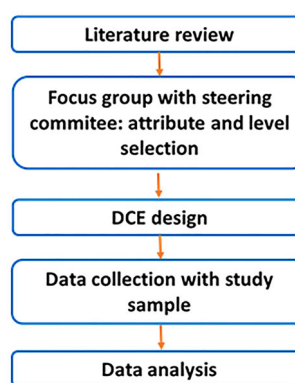 Literature review
Focus group with steering
commitee: attribute and level
selection
DCE design
Data collection with study
sample
Data analysis